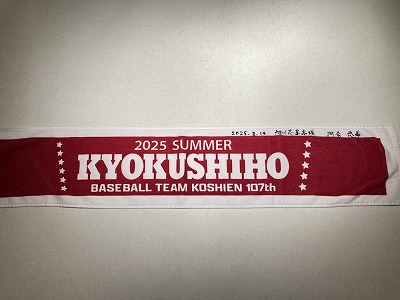 2025.8.14
2025 SUMMER
KYOKUSHIHO
BASEBALL TEAM KOSHIEN 107th